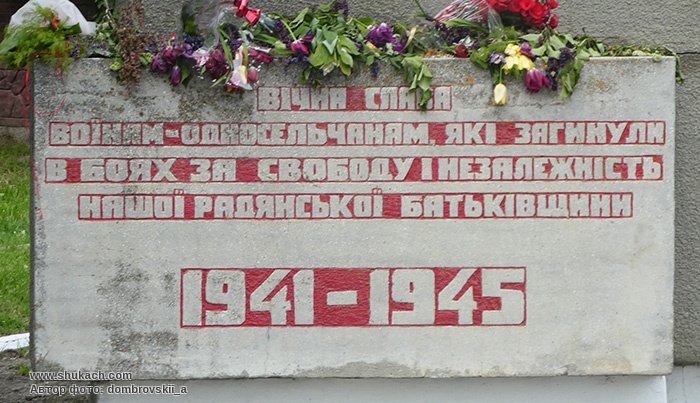 ВІЧНА СЛАВА
ВОЇНАМ-ОДНОСЕЛЬЧАНАМ, ЯКІ ЗАГИНУЛИ
В БОЯХ ЗА СВОБОДУ І НЕЗАЛЕЖНІСТЬ
НАШОЇ РАДЯНСЬКОЇ БАТЬКІВЩИНИ
1941-1945
www.shukach.com
Автор фото: dombrovskii_a